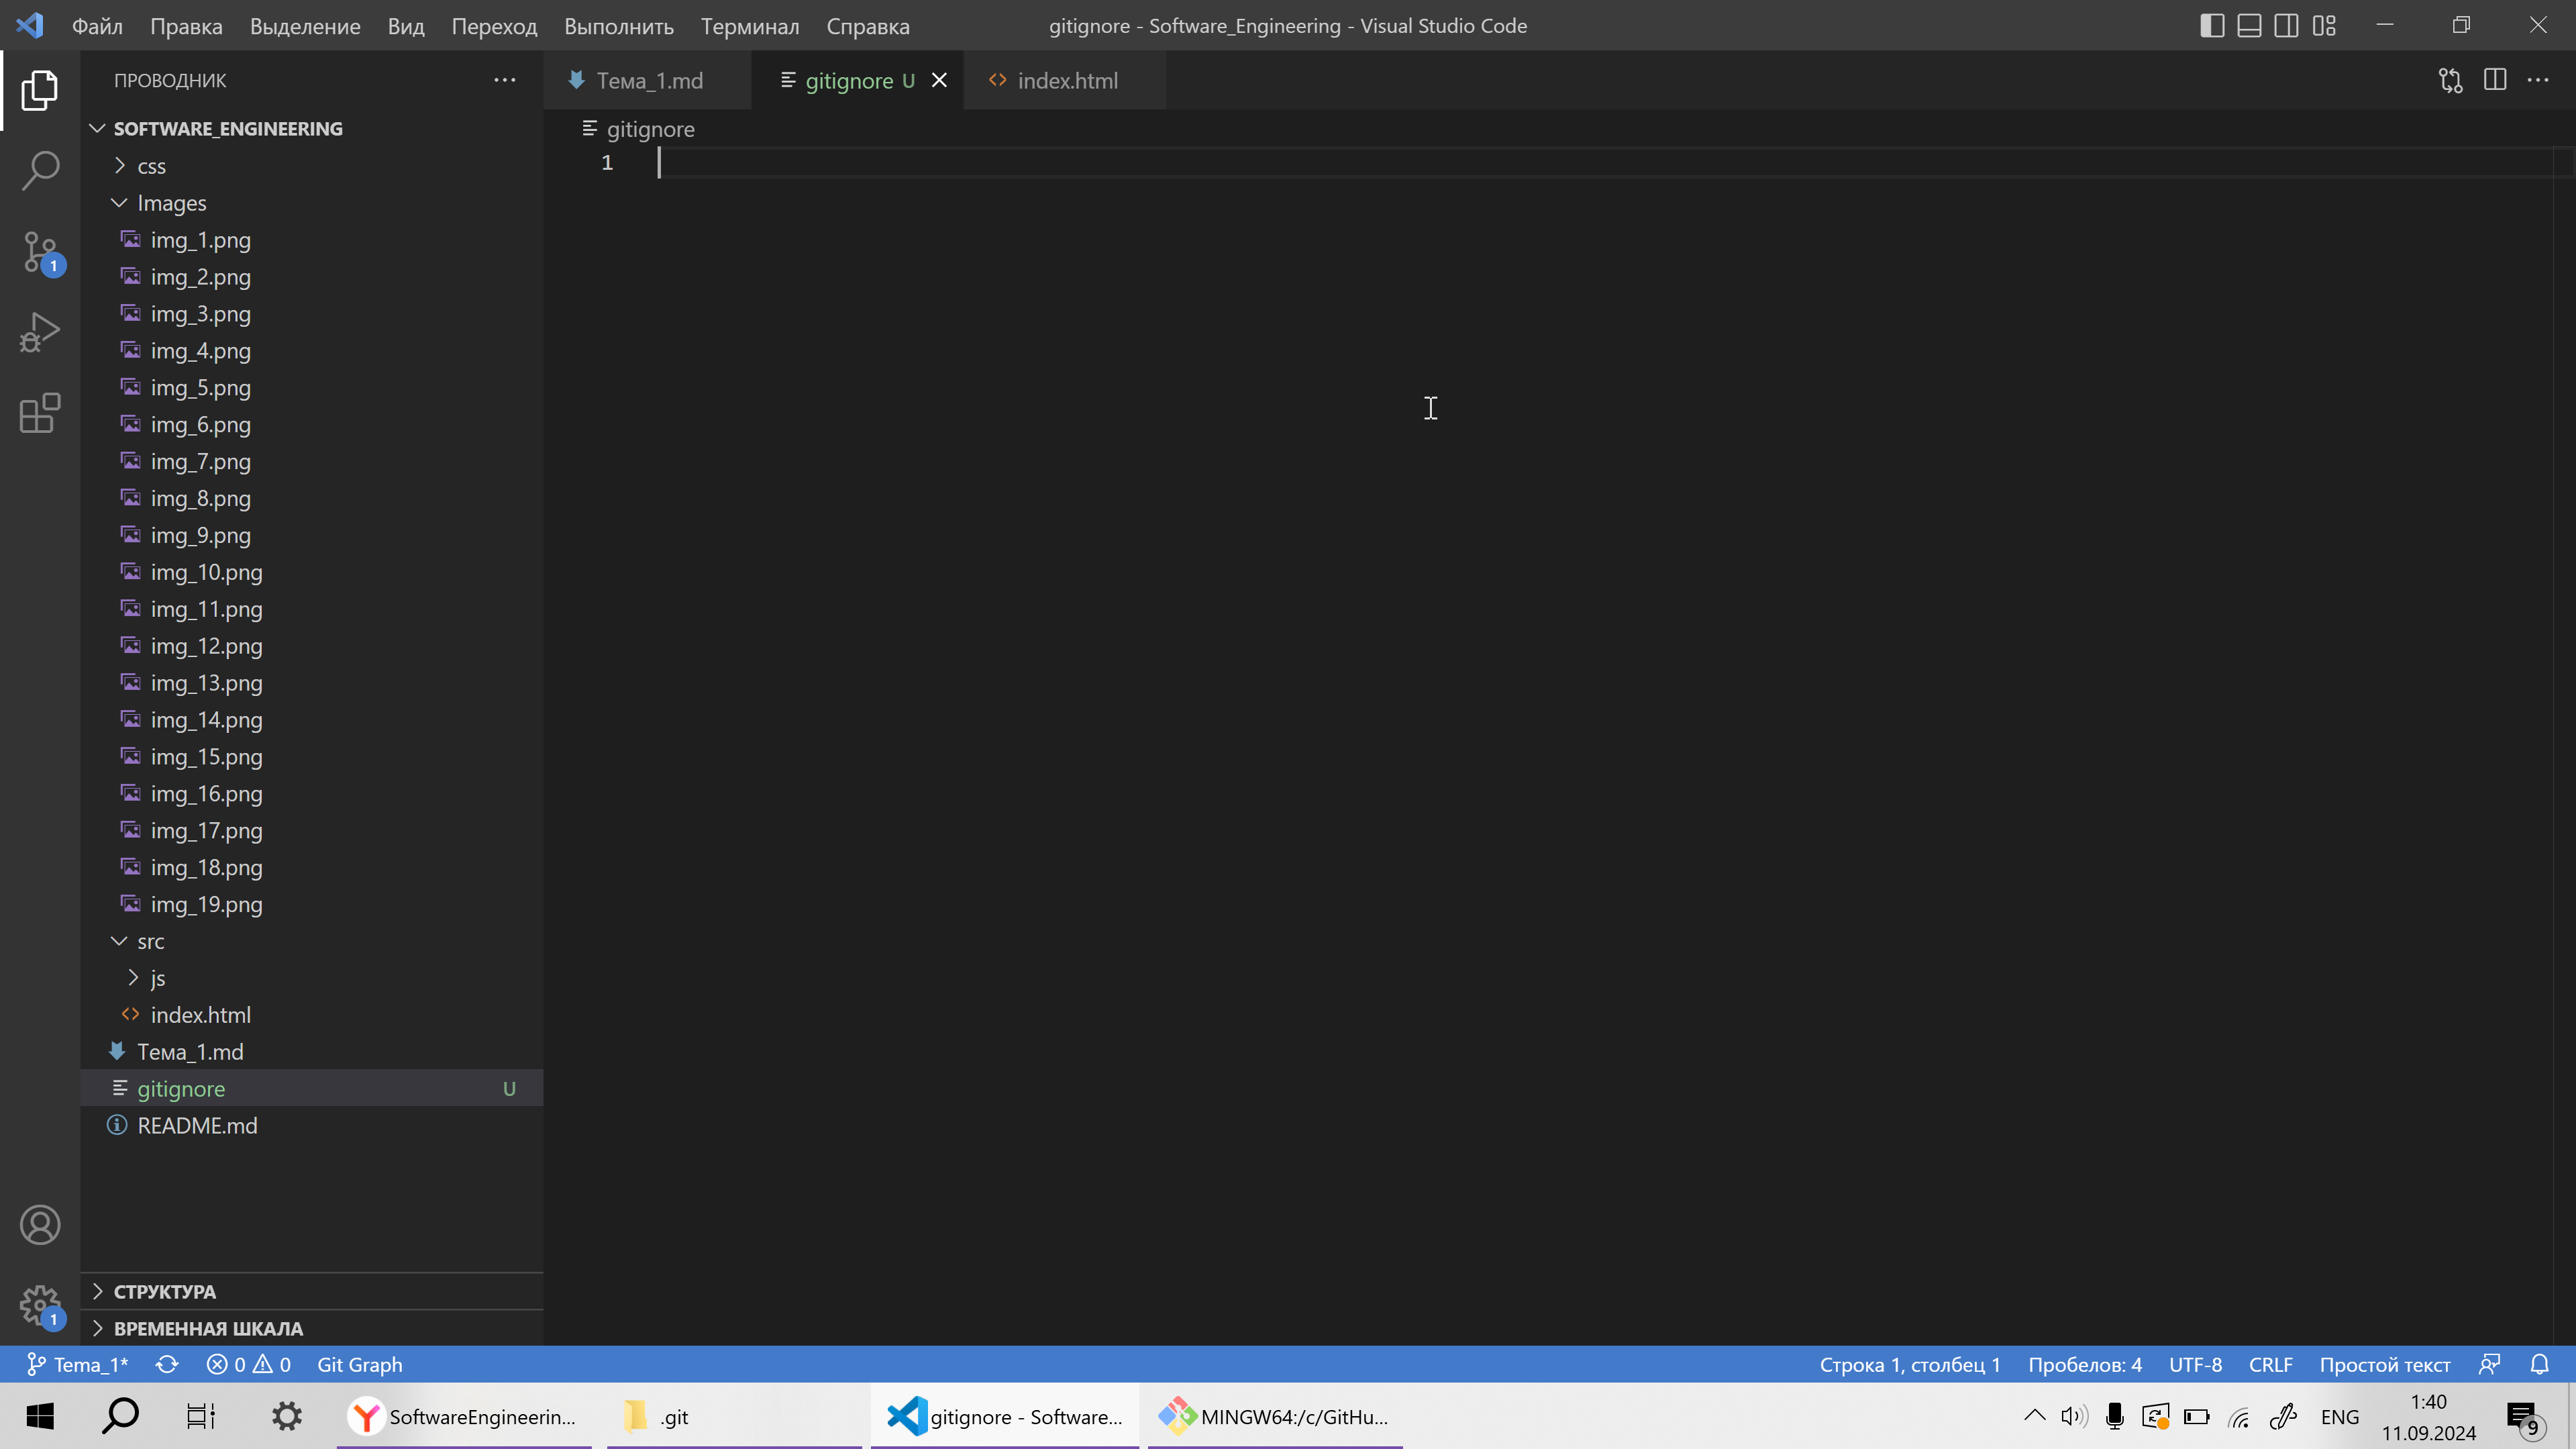 Файл Правка Выделение Вид Переход Выполнить Терминал Справка
gitignore - Software_Engineering - Visual Studio Code
ПРОВОДНИК
Тема_1.md
gitignore U
index.html
SOFTWARE_ENGINEERING
gitignore
1
css
Images
img_1.png
img_2.png
img_3.png
img_4.png
img_5.png
img_6.png
img_7.png
img_8.png
img_9.png
img_10.png
img_11.png
img_12.png
img_13.png
img_14.png
img_15.png
img_16.png
img_17.png
img_18.png
img_19.png
src
js
index.html
Тема_1.md
gitignore U
README.md
1
1
СТРУКТУРА
ВРЕМЕННАЯ ШКАЛА
Tema_1* 0 0 Git Graph
Строка 1, столбец 1 Пробелов: 4 UTF-8 CRLF Простой текст
SoftwareEngineerin...
.git
gitignore - Software...
MINGW64:/c/GitHu...
ENG
1:40
11.09.2024
9